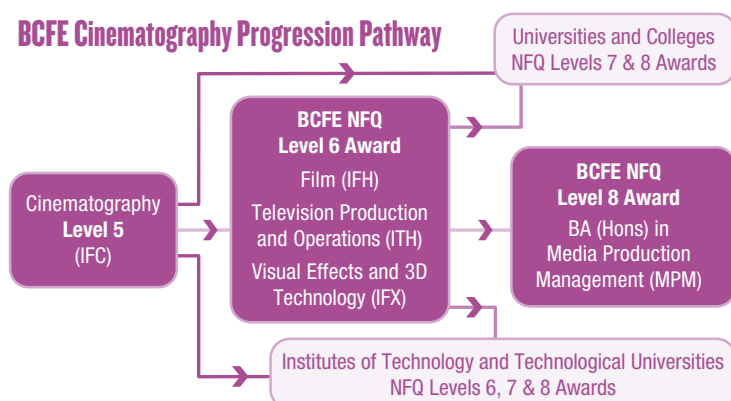 BCFE Cinematography Progression Pathway
Universities and Colleges
NFQ Levels 7 & 8 Awards
Cinematography
Level 5
(IFC)
BCFE NFQ
Level 6 Award
Film (IFH)
Television Production
and Operations (ITH)
Visual Effects and 3D
Technology (IFX)
BCFE NFQ
Level 8 Award
BA (Hons) in
Media Production
Management (MPM)
Institutes of Technology and Technological Universities
NFQ Levels 6, 7 & 8 Awards